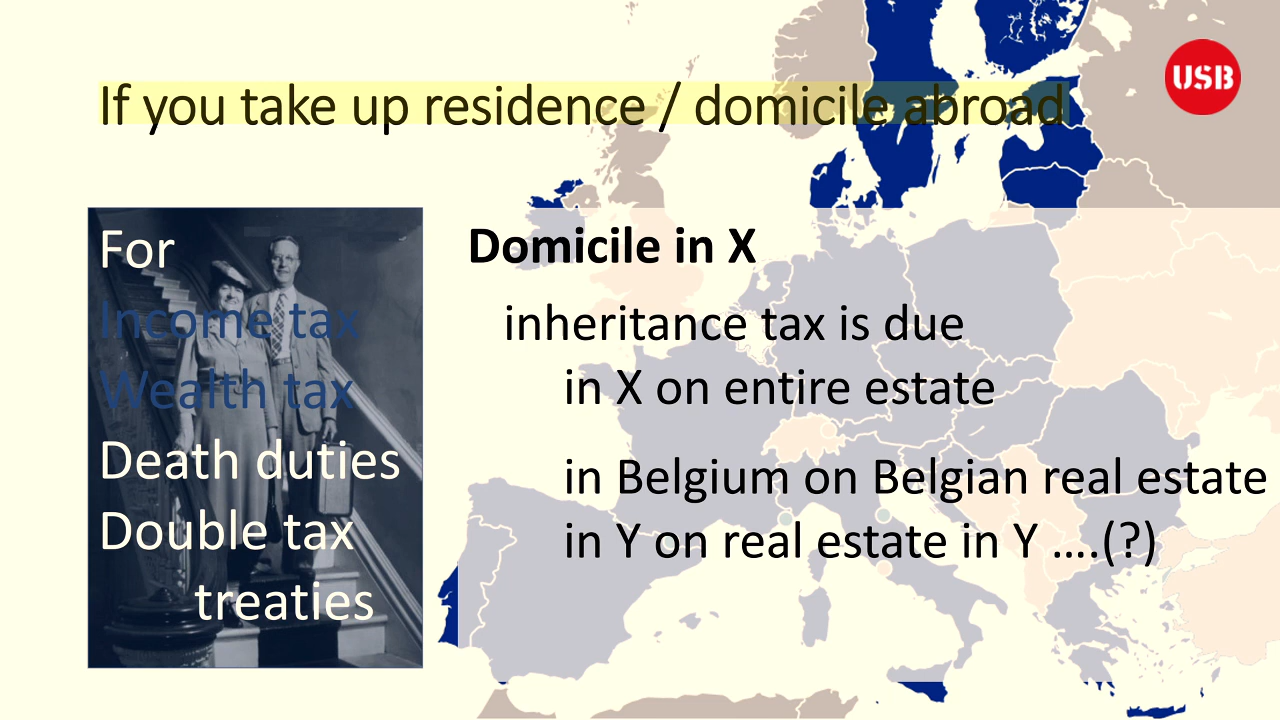 If you take up residence / domicile abroad
USB
For
Income tax
Wealth tax
Death duties
Double tax
treaties
Domicile in X
inheritance tax is due
in X on entire estate
in Belgium on Belgian real estate
in Y on real estate in Y ….(?)